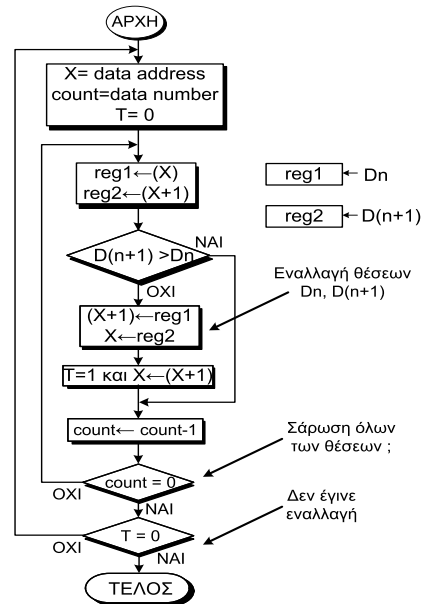 ΑΡΧΗ
X= data address
count=data number
T= 0
reg1←(X)
reg2←(X+1)
reg1 ← Dn
reg2 ← D(n+1)
D(n+1) >Dn
ΝΑΙ
ΟΧΙ
Εναλλαγή θέσεων
Dn, D(n+1)
(X+1)←reg1
X←reg2
T=1 και X←(X+1)
count← count-1
Σάρωση όλων
των θέσεων ;
count = 0
ΟΧΙ
ΝΑΙ
Δεν έγινε
εναλλαγή
T = 0
ΟΧΙ
ΝΑΙ
ΤΕΛΟΣ